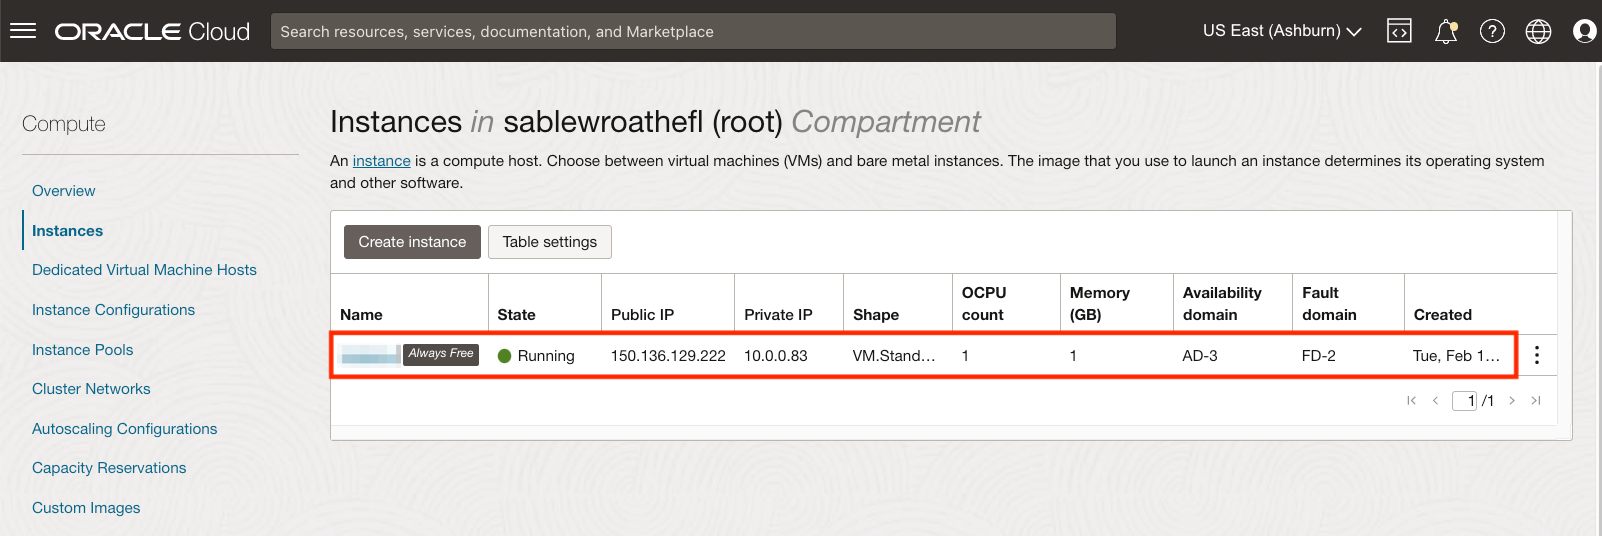 ORACLE Cloud
Search resources, services, documentation, and Marketplace
US East (Ashburn)
Compute
Overview
Instances
Dedicated Virtual Machine Hosts
Instance Configurations
Instance Pools
Cluster Networks
Autoscaling Configurations
Capacity Reservations
Custom Images
Instances in sablewroathefl (root) Compartment
An instance is a compute host. Choose between virtual machines (VMs) and bare metal instances. The image that you use to launch an instance determines its operating system
and other software.
Create instance Table settings
Name State Public IP Private IP Shape OCPU count Memory (GB) Availability domain Fault domain Created
Always Free Running 150.136.129.222 10.0.0.83 VM.Stand... 1 1 AD-3 FD-2 Tue, Feb 1...
1 /1